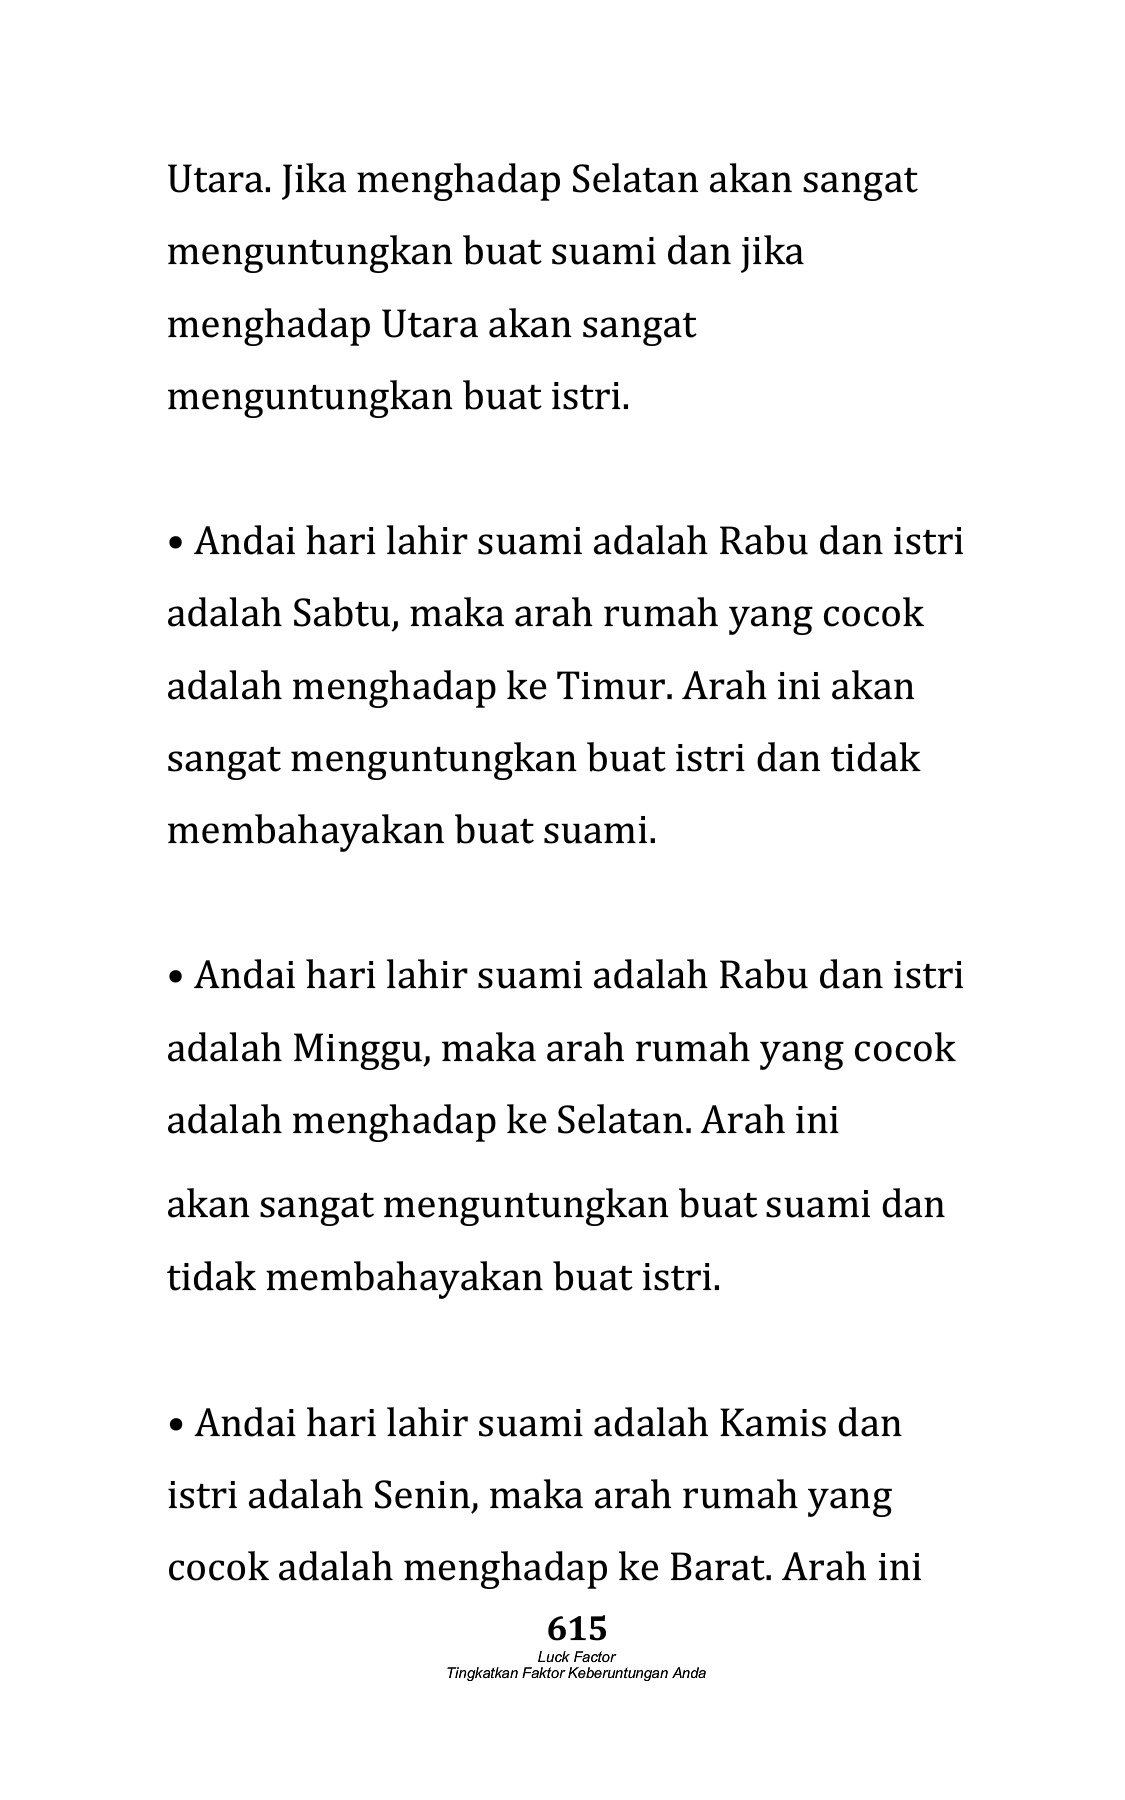 Utara. Jika menghadap Selatan akan sangat
menguntungkan buat suami dan jika
menghadap Utara akan sangat
menguntungkan buat istri.
• Andai hari lahir suami adalah Rabu dan istri
adalah Sabtu, maka arah rumah yang cocok
adalah menghadap ke Timur. Arah ini akan
sangat menguntungkan buat istri dan tidak
membahayakan buat suami.
• Andai hari lahir suami adalah Rabu dan istri
adalah Minggu, maka arah rumah yang cocok
adalah menghadap ke Selatan. Arah ini
akan sangat menguntungkan buat suami dan
tidak membahayakan buat istri.
• Andai hari lahir suami adalah Kamis dan
istri adalah Senin, maka arah rumah yang
cocok adalah menghadap ke Barat. Arah ini
615
Luck Factor
Tingkatkan Faktor Keberuntungan Anda